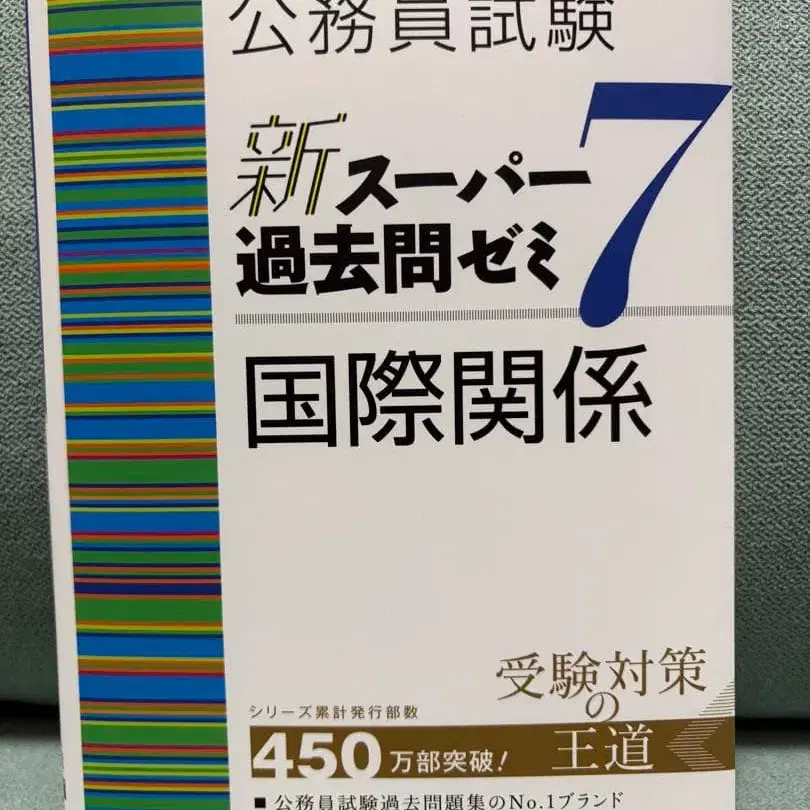 公務員試験
新スーパー
過去問ゼミ7
国際関係
受験対策
の
王道
シリーズ累計発行部数
450万部突破!
■ 公務員試験過去問題集のNo.1ブランド